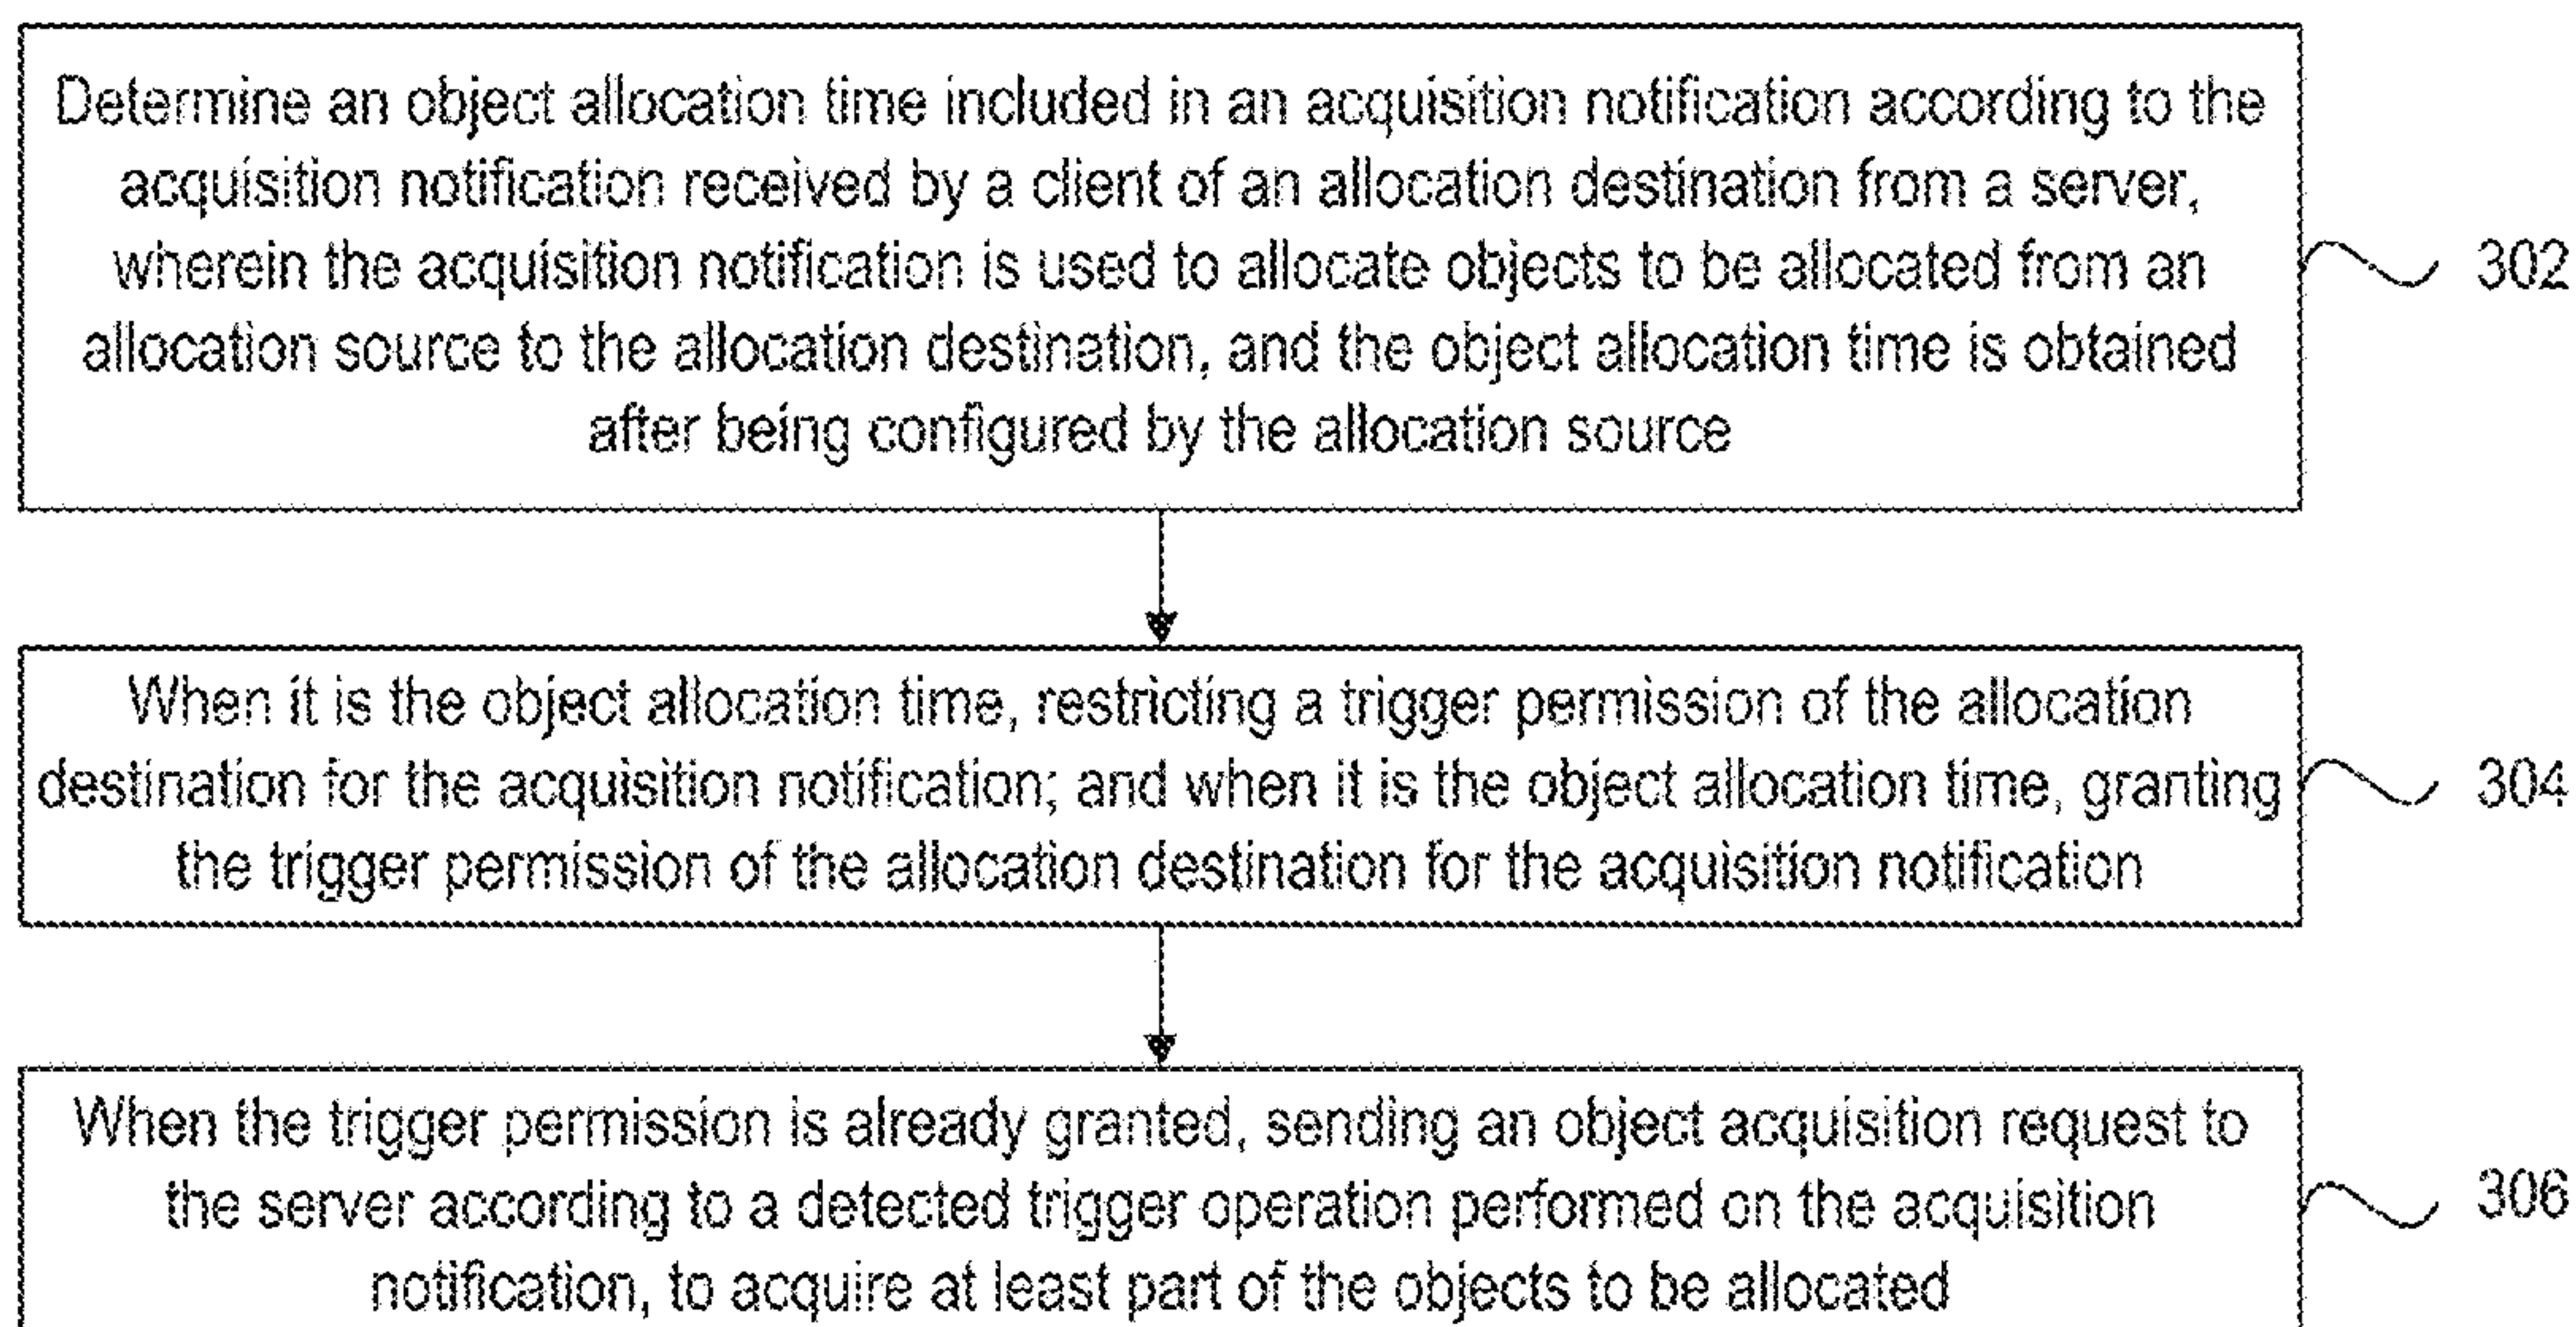 Determine an object allocation time included in an acquisition notification according to the
acquisition notification received by a client of an allocation destination from a server,
wherein the acquisition notification is used to allocate objects to be allocated from an
allocation source to the allocation destination, and the object allocation time is obtained
after being configured by the allocation source
302
When it is the object allocation time, restricting a trigger permission of the allocation
destination for the acquisition notification; and when it is the object allocation time, granting
the trigger permission of the allocation destination for the acquisition notification
304
When the trigger permission is already granted, sending an object acquisition request to
the server according to a detected trigger operation performed on the acquisition
notification, to acquire at least part of the objects to be allocated
306